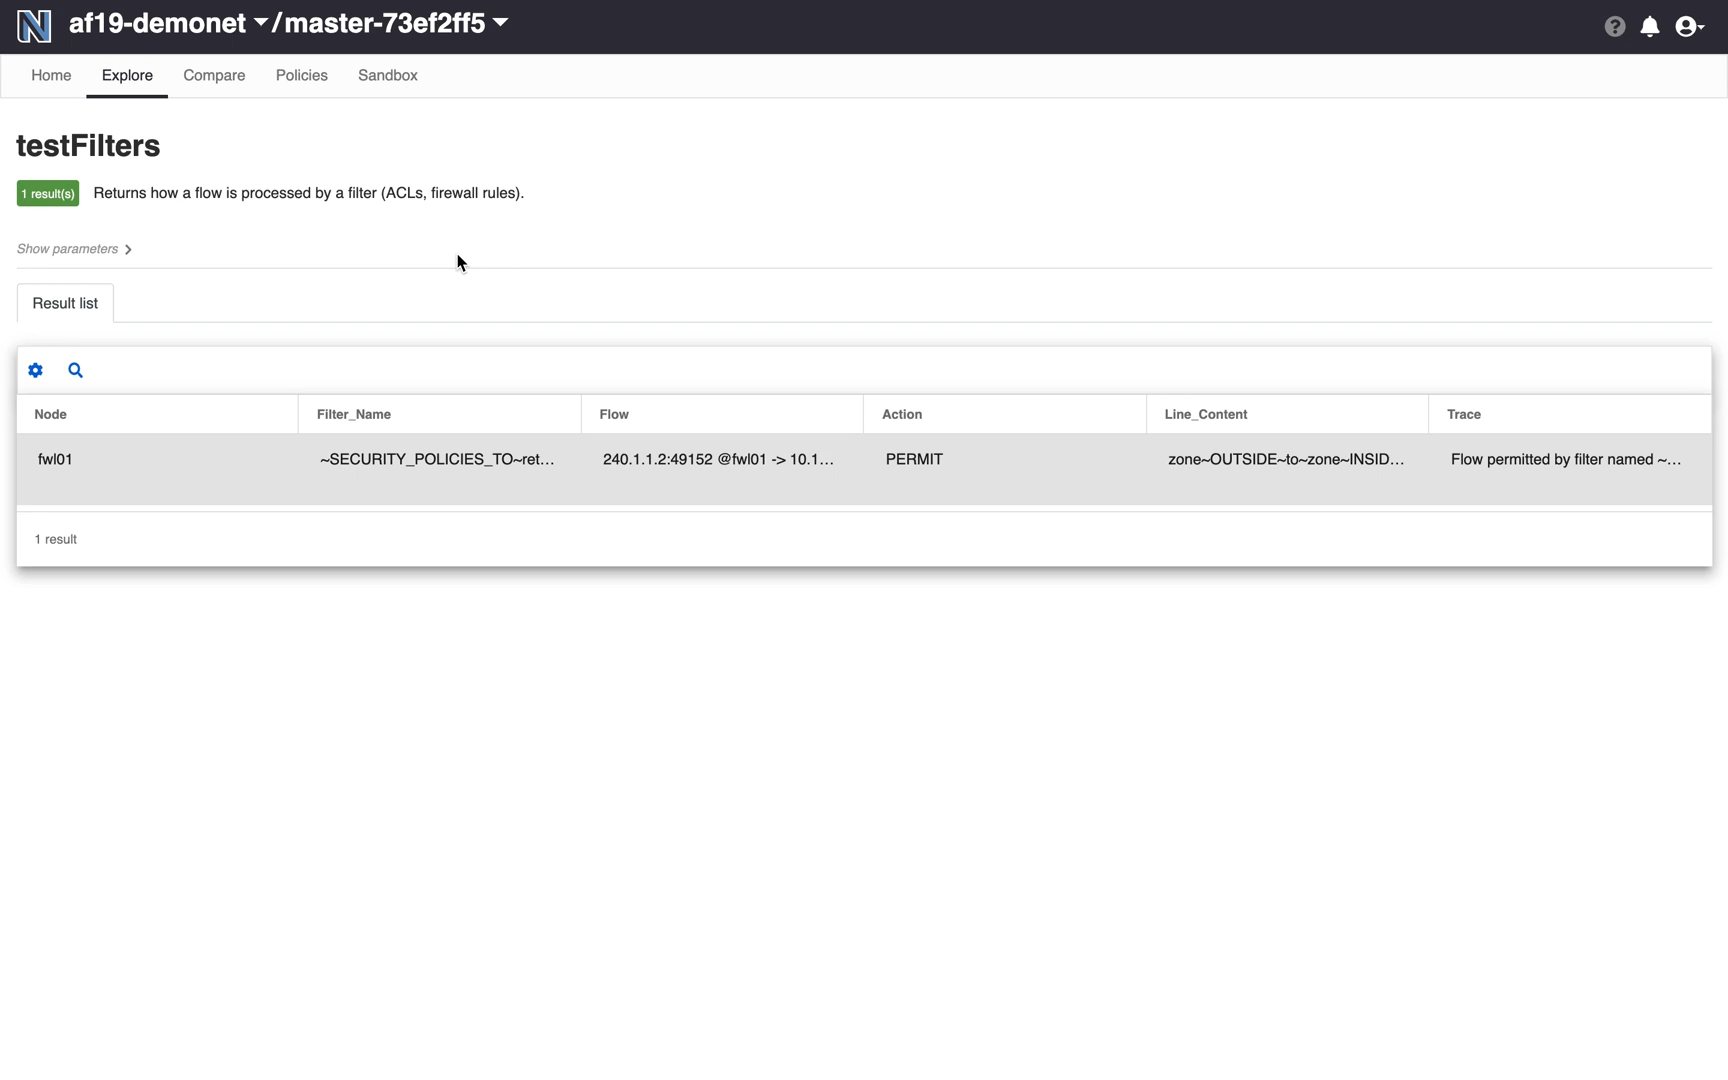 af19-demonet /master-73ef2ff5
Home Explore Compare Policies Sandbox
testFilters
1 result(s) Returns how a flow is processed by a filter (ACLs, firewall rules).
Show parameters
Result list
Node Filter_Name Flow Action Line_Content Trace
fwl01 ~SECURITY_POLICIES_TO~ret... 240.1.1.2:49152 @fwl01 -> 10.1... PERMIT zone~OUTSIDE~to~zone~INSID... Flow permitted by filter named ~...
1 result